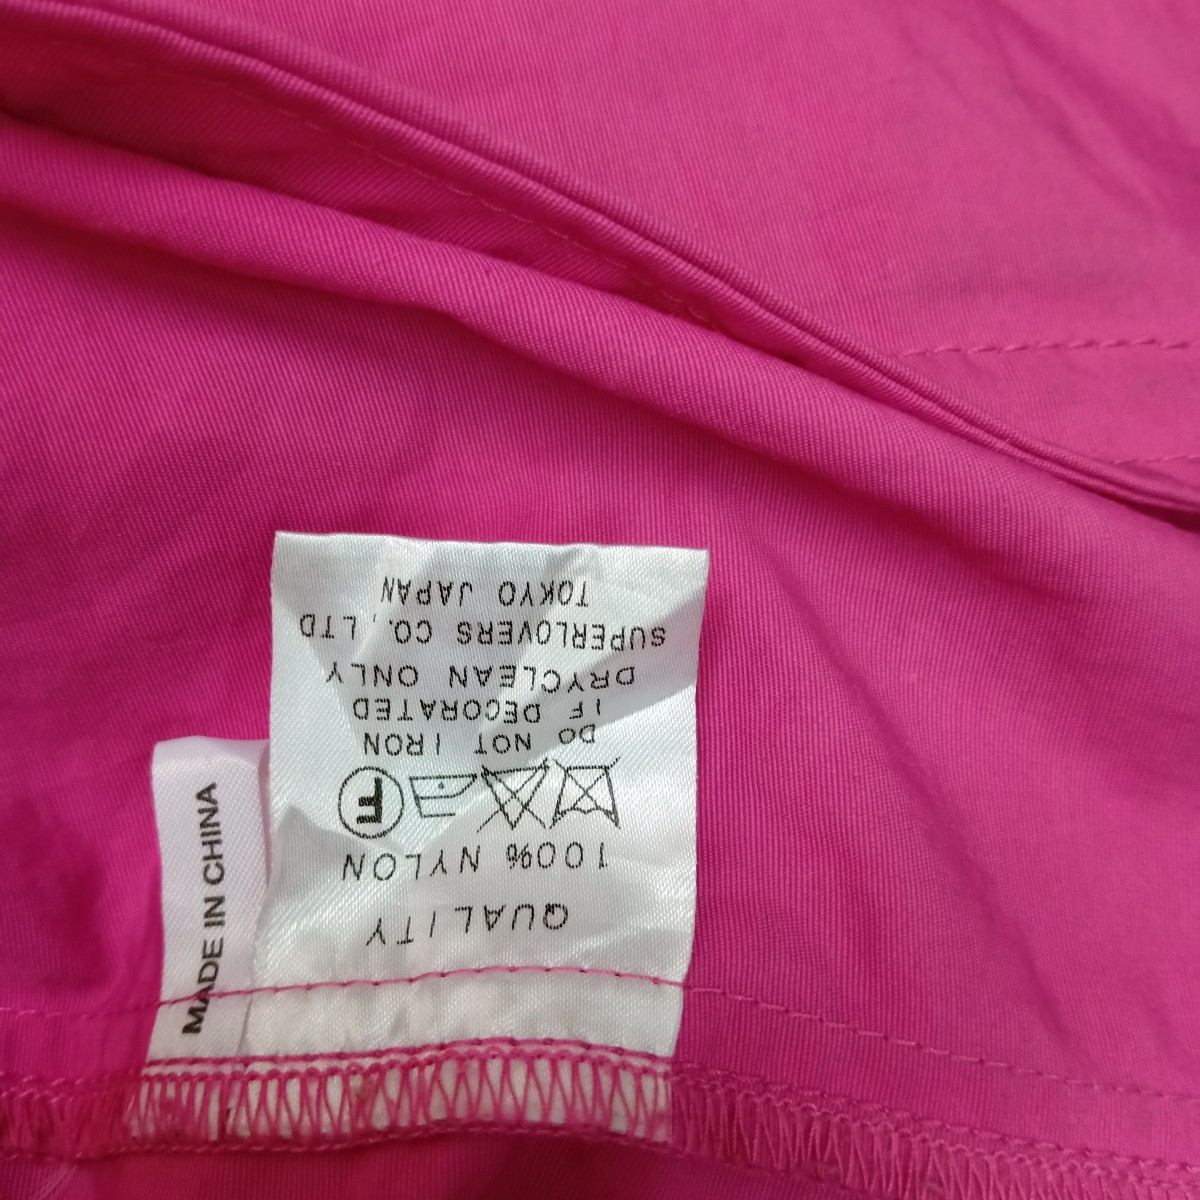 QUALITY
100% NYLON
F
DO NOT IRON
IF DECORATED
DRYCLEAN ONLY
SUPERLOVERS CO., LTD
TOKYO JAPAN
MADE IN CHINA